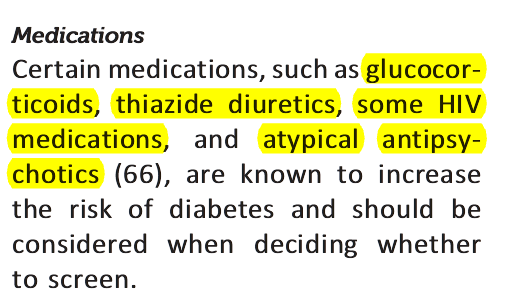 Medications
Certain medications, such as glucocor-
ticoids, thiazide diuretics, some HIV
medications, and atypical antipsy-
chotics (66), are known to increase
the risk of diabetes and should be
considered when deciding whether
to screen.